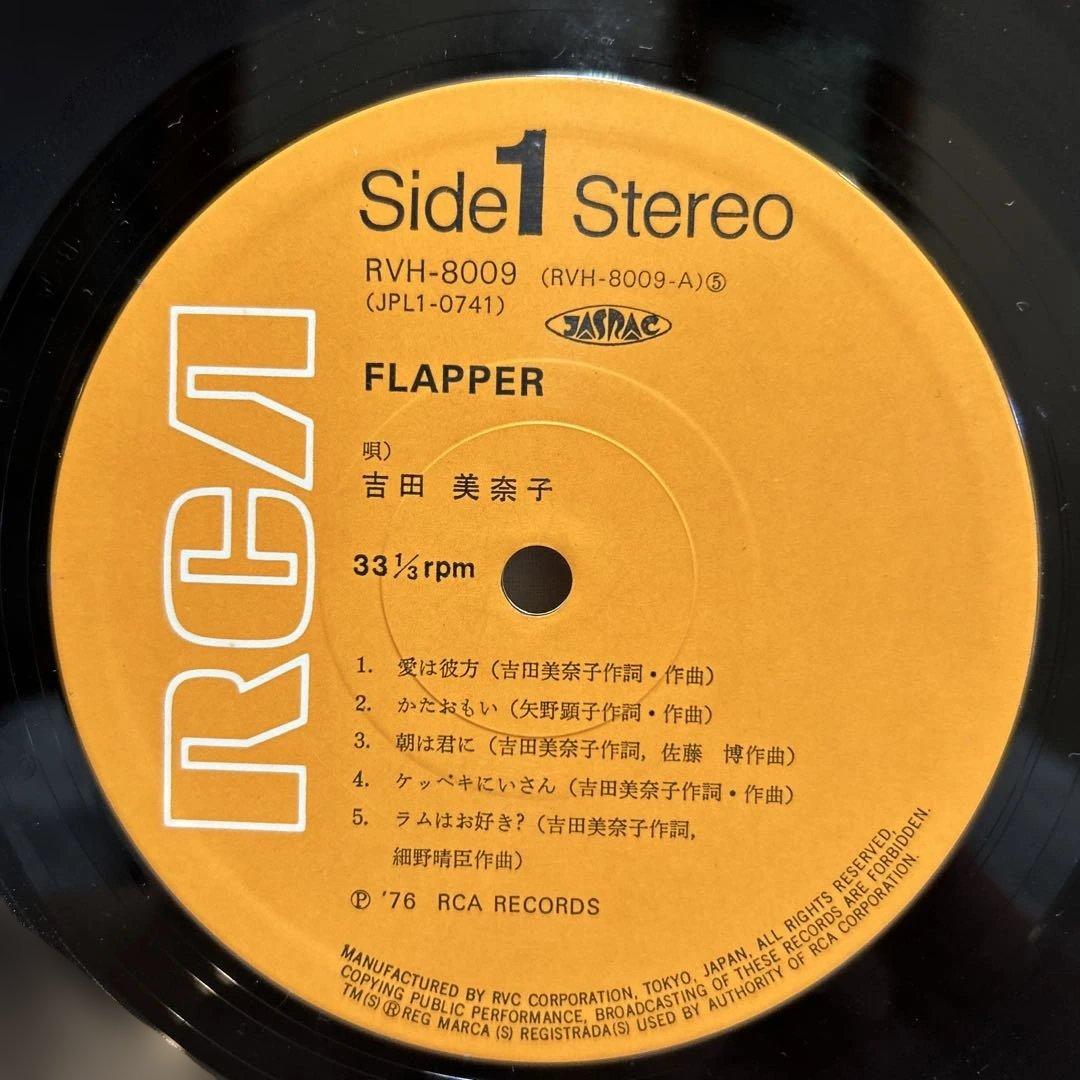 Side 1 Stereo
RVH-8009 (RVH-8009-A)⑤
(JPL1-0741)
JASRAC
FLAPPER
唄)
吉田 美奈子
33 1/3 rpm
RCA
1. 愛は彼方 (吉田美奈子作詞・作曲)
2. かたおもい (矢野顕子作詞・作曲)
3. 朝は君に (吉田美奈子作詞, 佐藤 博作曲)
4. ケッペキにいさん (吉田美奈子作詞・作曲)
5. ラムはお好き? (吉田美奈子作詞,
細野晴臣作曲)
Ⓟ '76 RCA RECORDS
MANUFACTURED BY RVC CORPORATION, TOKYO, JAPAN, ALL RIGHTS RESERVED,
COPYING PUBLIC PERFORMANCE, BROADCASTING OF THESE RECORDS ARE FORBIDDEN.
TM(S) ® REG MARCA (S) REGISTRADA(S) USED BY AUTHORITY OF RCA CORPORATION.